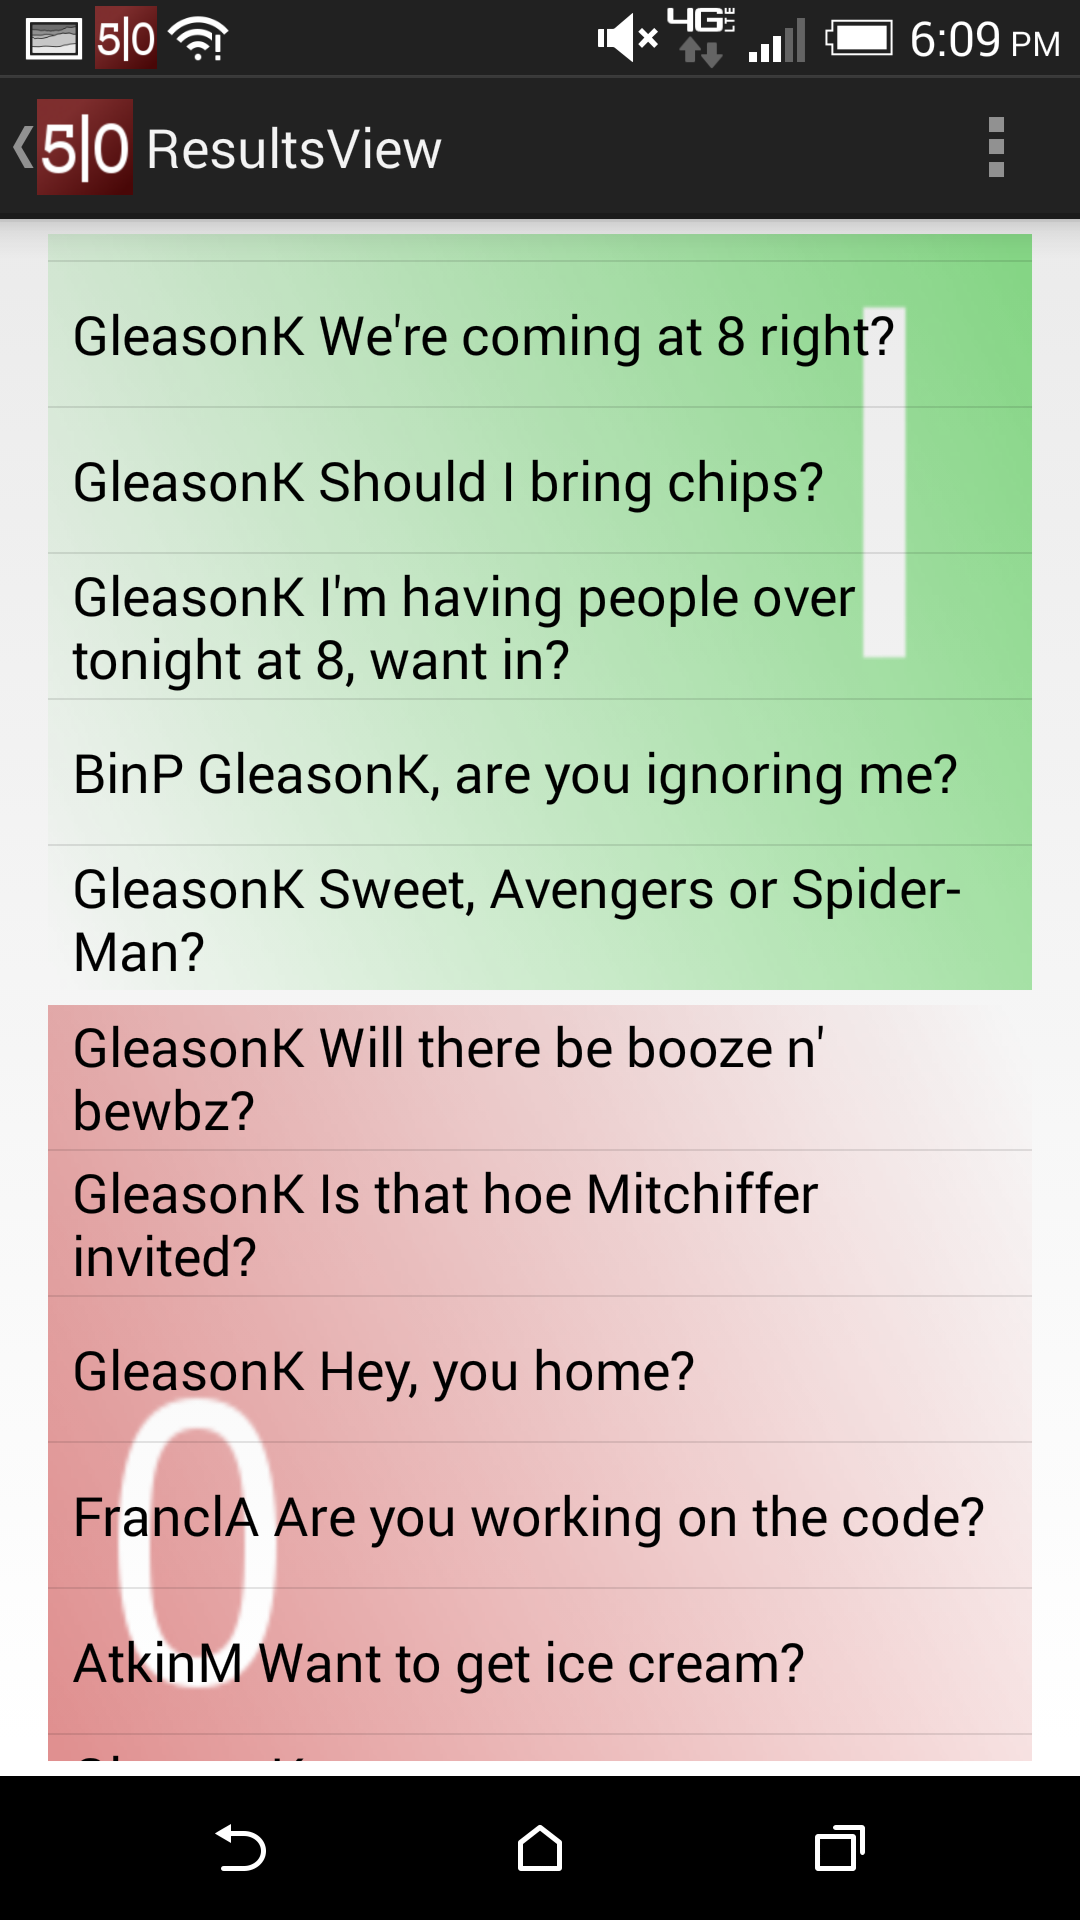 5|0
4G LTE
6:09 PM
5|0 ResultsView
GleasonK We're coming at 8 right?
GleasonK Should I bring chips?
GleasonK I'm having people over
tonight at 8, want in?
BinP GleasonK, are you ignoring me?
GleasonK Sweet, Avengers or Spider-
Man?
|
GleasonK Will there be booze n'
bewbz?
GleasonK Is that hoe Mitchiffer
invited?
GleasonK Hey, you home?
FranclA Are you working on the code?
AtkinM Want to get ice cream?
0